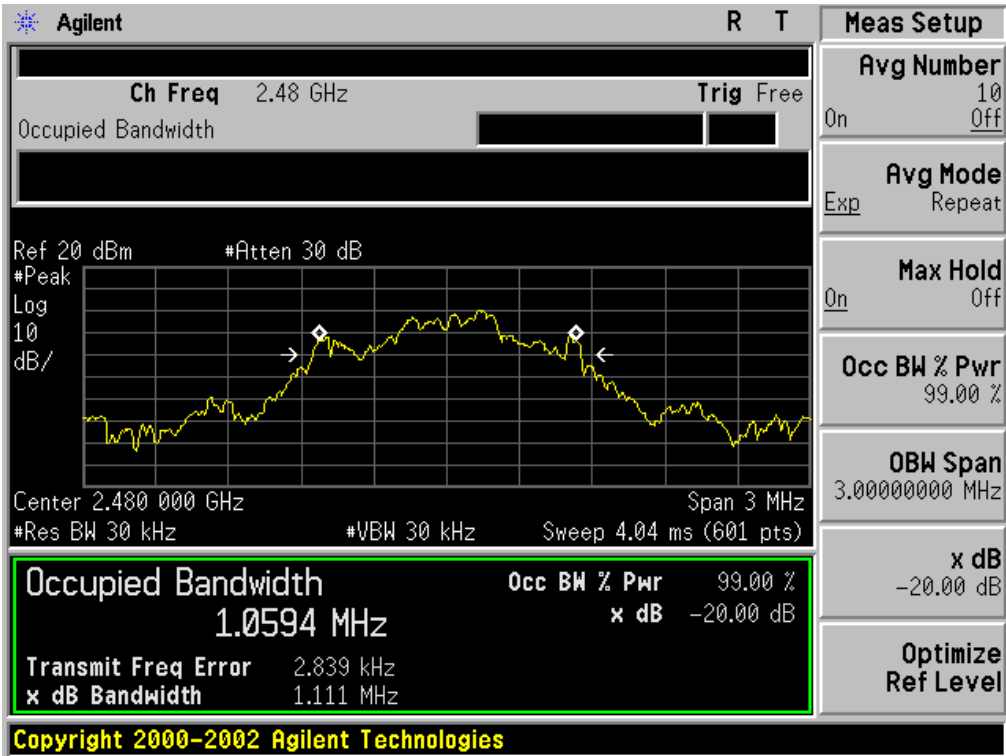 Agilent R T
Ch Freq 2.48 GHz Trig Free
Occupied Bandwidth
Ref 20 dBm #Atten 30 dB
#Peak
Log
10
dB/
Center 2.480 000 GHz Span 3 MHz
#Res BW 30 kHz #VBW 30 kHz Sweep 4.04 ms (601 pts)
Occupied Bandwidth
1.0594 MHz
Occ BW % Pwr 99.00 %
x dB -20.00 dB
Transmit Freq Error 2.839 kHz
x dB Bandwidth 1.111 MHz
Copyright 2000-2002 Agilent Technologies
Meas Setup
Avg Number
10
On Off
Avg Mode
Exp Repeat
Max Hold
On Off
Occ BW % Pwr
99.00 %
OBW Span
3.00000000 MHz
x dB
-20.00 dB
Optimize
Ref Level